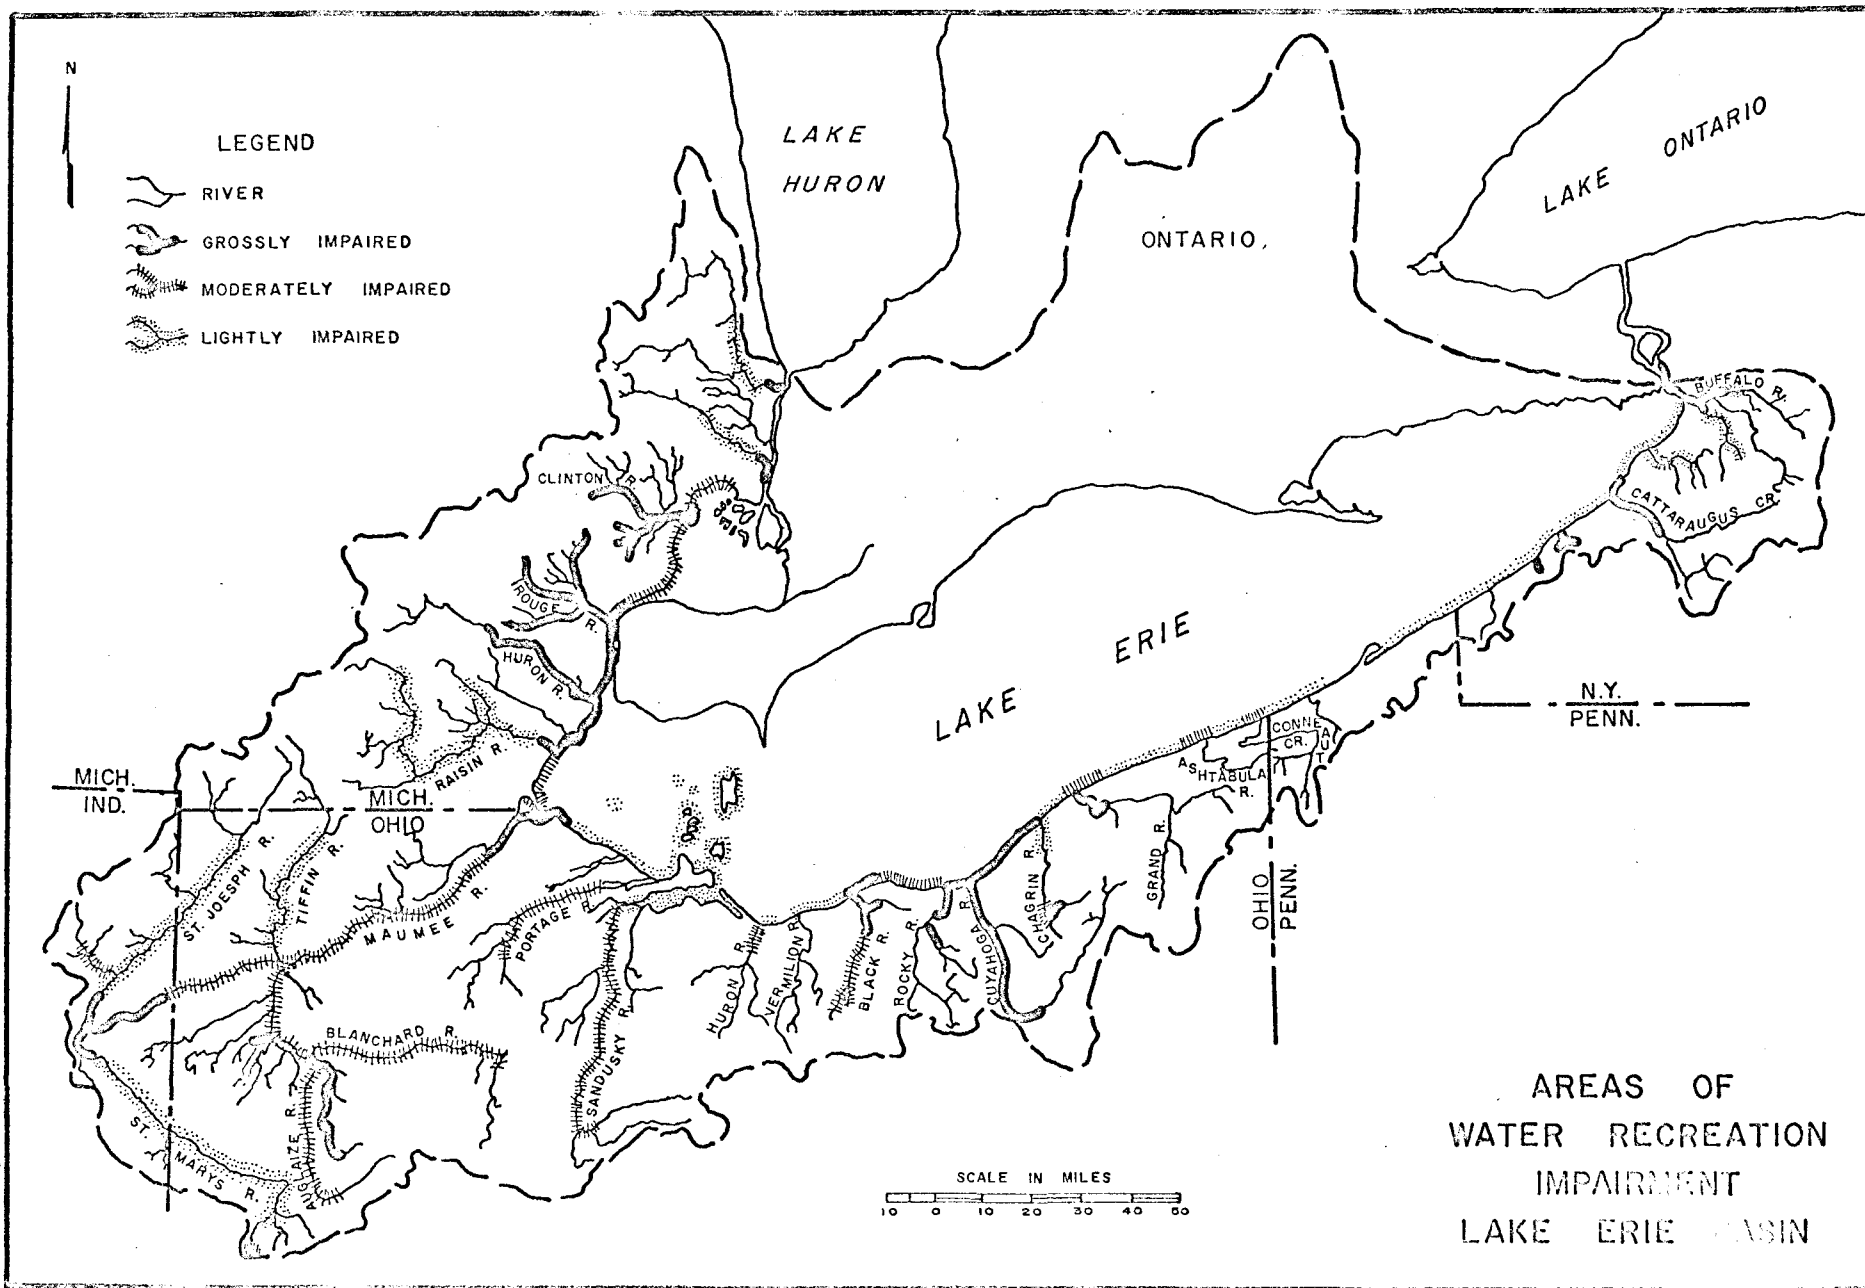 N
LEGEND
RIVER
GROSSLY IMPAIRED
MODERATELY IMPAIRED
LIGHTLY IMPAIRED
LAKE
HURON
ONTARIO,
LAKE ONTARIO
BUFFALO R.
CATTARAUGUS CR.
CLINTON R.
ROUGE R.
HURON R.
RAISIN R.
LAKE ERIE
N.Y.
PENN.
CONNEAUT
CR.
ASHTABULA
R.
MICH.
IND.
MICH.
OHIO
ST. JOESPH R.
TIFFIN R.
MAUMEE R.
PORTAGE R.
SANDUSKY R.
HURON R.
VERMILION R.
BLACK R.
ROCKY R.
CUYAHOGA R.
CHAGRIN R.
GRAND R.
OHIO
PENN.
BLANCHARD R.
AUGLAIZE R.
ST. MARYS R.
SCALE IN MILES
10 0 10 20 30 40 50
AREAS OF
WATER RECREATION
IMPAIRMENT
LAKE ERIE BASIN